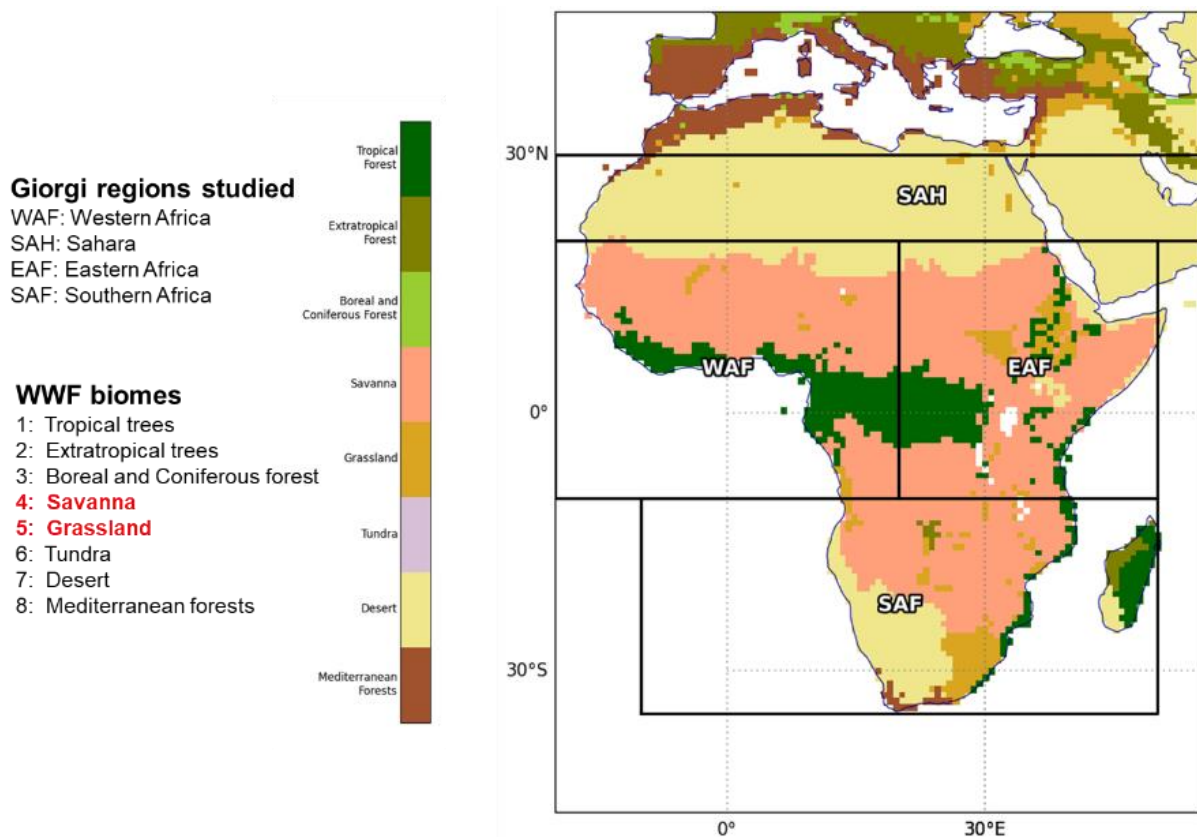 Giorgi regions studied
WAF: Western Africa
SAH: Sahara
EAF: Eastern Africa
SAF: Southern Africa
WWF biomes
1: Tropical trees
2: Extratropical trees
3: Boreal and Coniferous forest
4: Savanna
5: Grassland
6: Tundra
7: Desert
8: Mediterranean forests
Tropical
Forest
Extratropical
Forest
Boreal and
Coniferous Forest
Savanna
Grassland
Tundra
Desert
Mediterranean
Forests
30°N
0°
30°S
SAH
WAF
EAF
SAF
0°
30°E